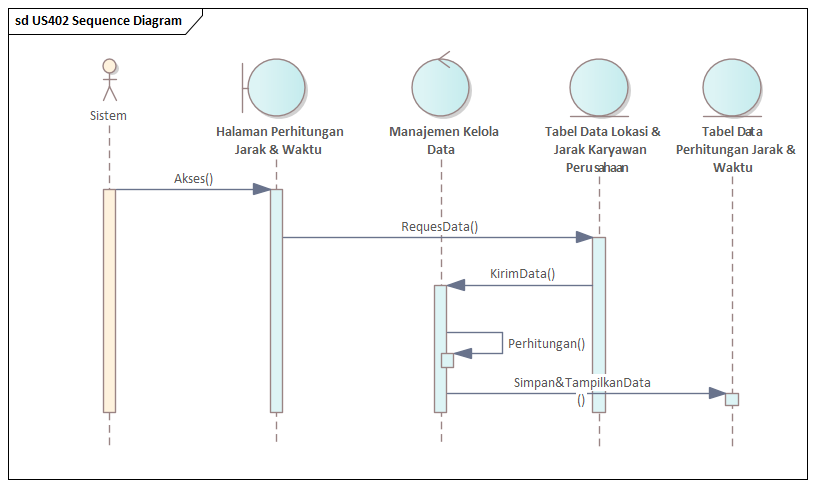 sd US402 Sequence Diagram
Sistem
Halaman Perhitungan
Jarak & Waktu
Manajemen Kelola
Data
Tabel Data Lokasi &
Jarak Karyawan
Perusahaan
Tabel Data
Perhitungan Jarak &
Waktu
Akses()
RequesData()
KirimData()
Perhitungan()
Simpan&TampilkanData
()